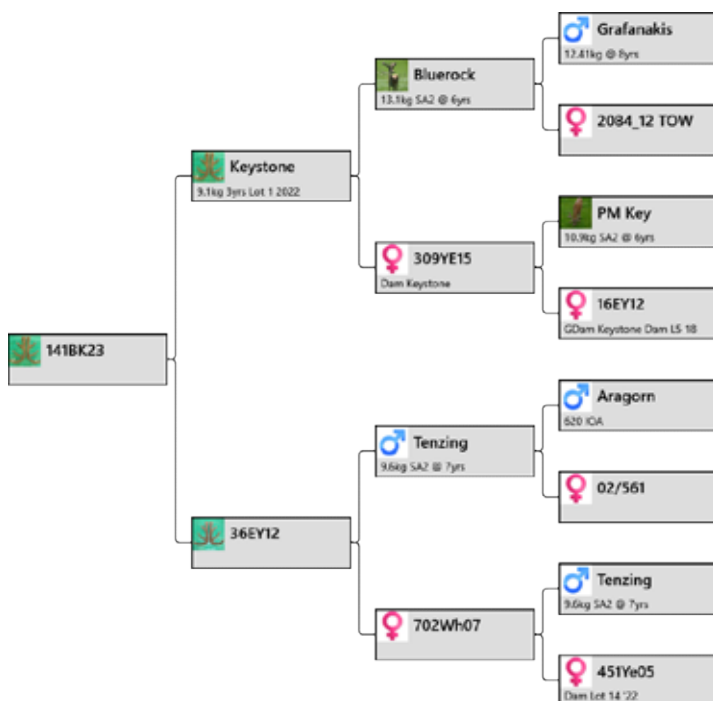 Grafanakis
12.41kg @ 8yrs
Bluerock
13.1kg SA2 @ 6yrs
2084_12 TOW
Keystone
9.1kg 3yrs Lot 1 2022
PM Key
10.9kg SA2 @ 6yrs
309YE15
Dam Keystone
16EY12
GDam Keystone Dam L5 18
141BK23
Aragorn
620 IOA
Tenzing
9.6kg SA2 @ 7yrs
02/561
36EY12
Tenzing
9.6kg SA2 @ 7yrs
702Wh07
451Ye05
Dam Lot 14 '22